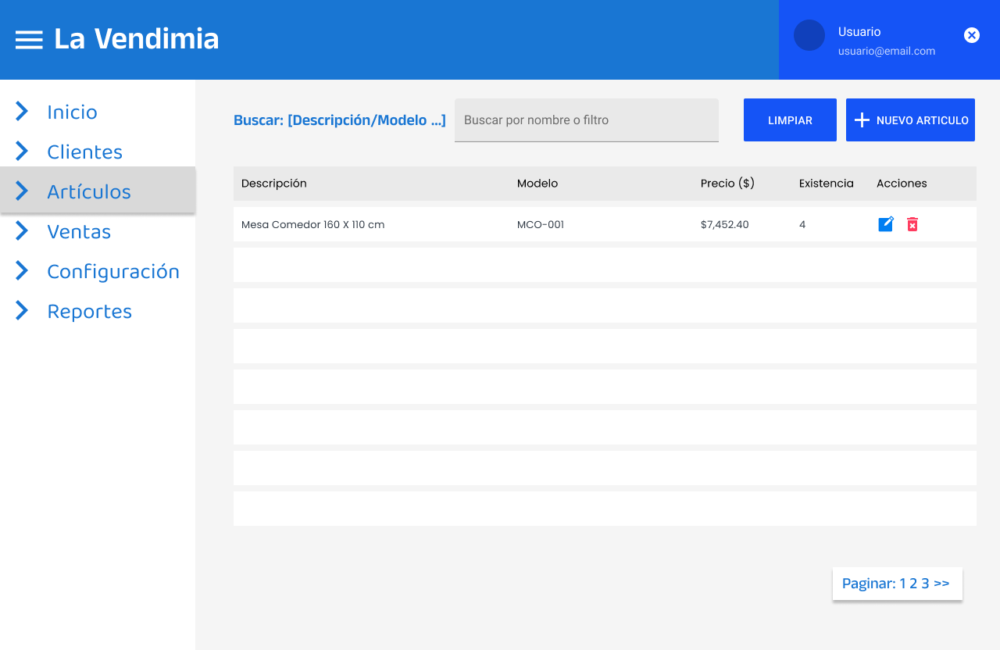 La Vendimia
Usuario
usuario@email.com
Inicio
Clientes
Artículos
Ventas
Configuración
Reportes
Buscar: [Descripción/Modelo ...]
Buscar por nombre o filtro
LIMPIAR
NUEVO ARTICULO
Descripción Modelo Precio ($) Existencia Acciones
Mesa Comedor 160 X 110 cm MCO-001 $7,452.40 4
Paginar: 1 2 3 >>